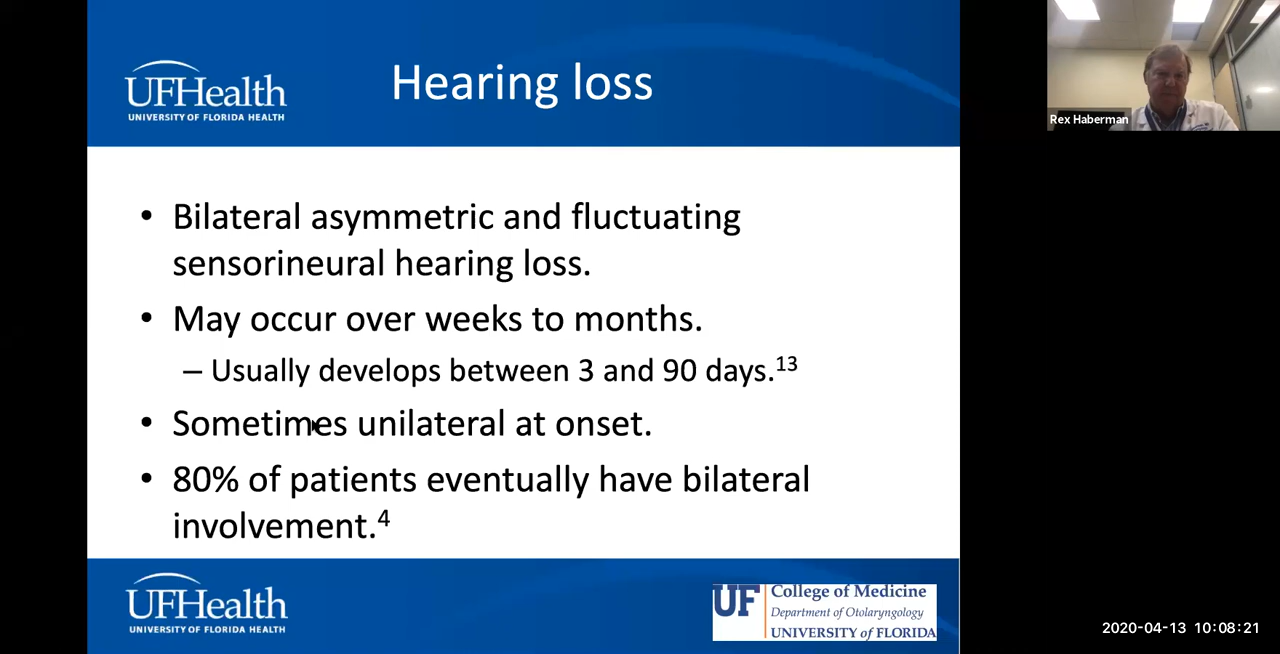 UFHealth
UNIVERSITY OF FLORIDA HEALTH
Hearing loss
Rex Haberman
• Bilateral asymmetric and fluctuating
sensorineural hearing loss.
• May occur over weeks to months.
– Usually develops between 3 and 90 days.13
• Sometimes unilateral at onset.
• 80% of patients eventually have bilateral
involvement.4
UFHealth
UNIVERSITY OF FLORIDA HEALTH
UF
College of Medicine
Department of Otolaryngology
UNIVERSITY of FLORIDA
2020-04-13 10:08:21